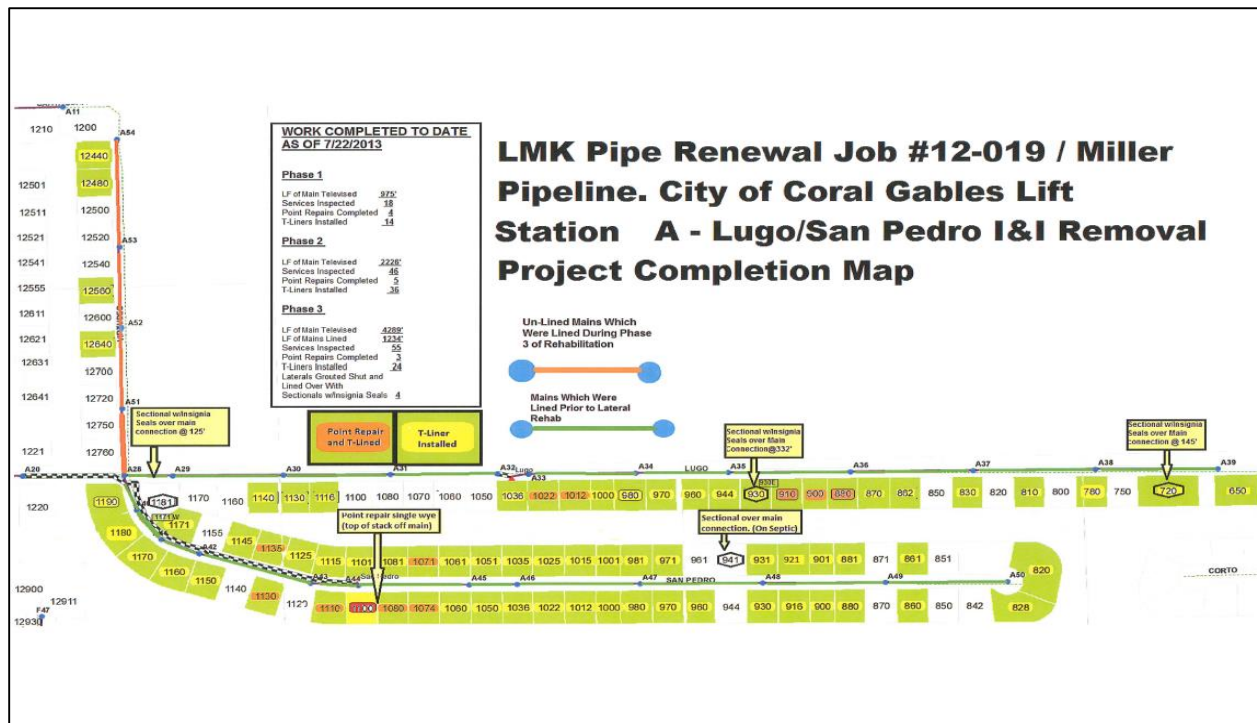 LMK Pipe Renewal Job #12-019 / Miller
Pipeline. City of Coral Gables Lift
Station A - Lugo/San Pedro I&I Removal
Project Completion Map
WORK COMPLETED TO DATE
AS OF 7/22/2013
Phase 1
LF of Main Televised 975'
Services Inspected 18
Point Repairs Completed 4
T-Liners Installed 14
Phase 2
LF of Main Televised 2228'
Services Inspected 46
Point Repairs Completed 5
T-Liners Installed 36
Phase 3
LF of Main Televised 4289'
LF of Mains Lined 1234'
Services Inspected 55
Point Repairs Completed 3
T-Liners Installed 24
Laterals Grouted Shut and
Lined Over With
Sectionals w/Insignia Seals 4
Point Repair
and T-Lined
T-Liner
Installed
Un-Lined Mains Which
Were Lined During Phase
3 of Rehabilitation
Mains Which Were
Lined Prior to Lateral
Rehab
A11
1210 1200 A54
12440
12501 12480
12511 12500
12521 12520 A53
12541 12540
12555 12560
12611 12600 A52
12621 12640
12631 12700
12641 12720 A51
12750
1221 12760
Sectional w/Insignia
Seals over main
connection @ 125'
Sectional w/Insignia
Seals over Main
Connection@332'
Sectional w/Insignia
Seals over Main
connection @ 145'
A20 A28 A29 A30 A31 A32 Lugo A33 A34 LUGO A35 A36 A37 A38 A39
1220 1190 1181 1170 1160 1140 1130 1116 1100 1080 1070 1060 1050 1036 1022 1012 1000 980 970 960 944 930 910 900 880 870 862 850 830 820 810 800 780 750 720 650
Point repair single wye
(top of stack off main)
Sectional over main
connection. (On Septic)
1180 1171 1155 1145 1135 1125 1115 1101 1081 1071 1061 1051 1035 1025 1015 1001 981 971 961 941 931 921 901 881 871 861 851
A42 A43 A44 San Pedro A45 A46 A47 SAN PEDRO A48 A49 A50 820
CORTO
1170 1160 1150 1140 1130 1120 1110 1100 1080 1074 1060 1050 1036 1022 1012 1000 980 970 960 944 930 916 900 880 870 860 850 842 828
12900 12911
F47
12930